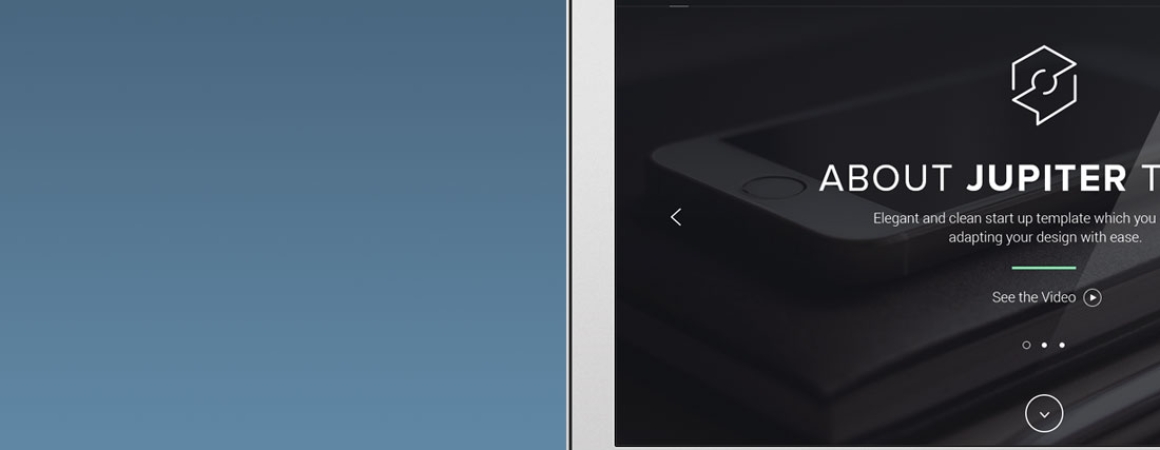 ABOUT JUPITER T
Elegant and clean start up template which you
adapting your design with ease.
See the Video